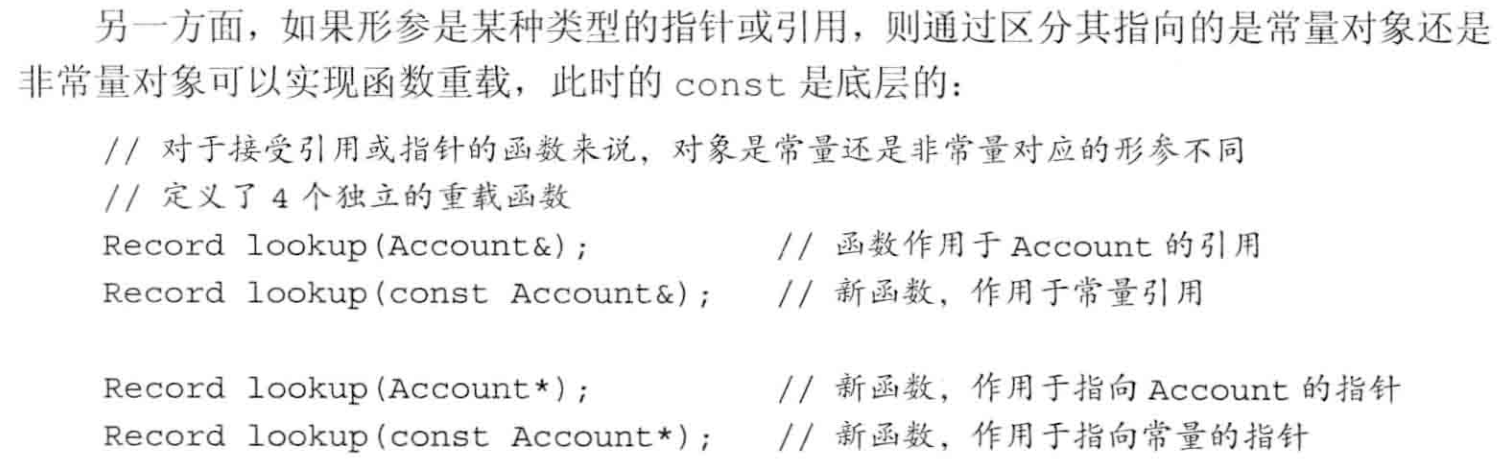 另一方面，如果形参是某种类型的指针或引用，则通过区分其指向的是常量对象还是
非常量对象可以实现函数重载，此时的 const 是底层的：
// 对于接受引用或指针的函数来说，对象是常量还是非常量对应的形参不同
// 定义了 4 个独立的重载函数
Record lookup(Account&); // 函数作用于 Account 的引用
Record lookup(const Account&); // 新函数，作用于常量引用
Record lookup(Account*); // 新函数，作用于指向 Account 的指针
Record lookup(const Account*); // 新函数，作用于指向常量的指针